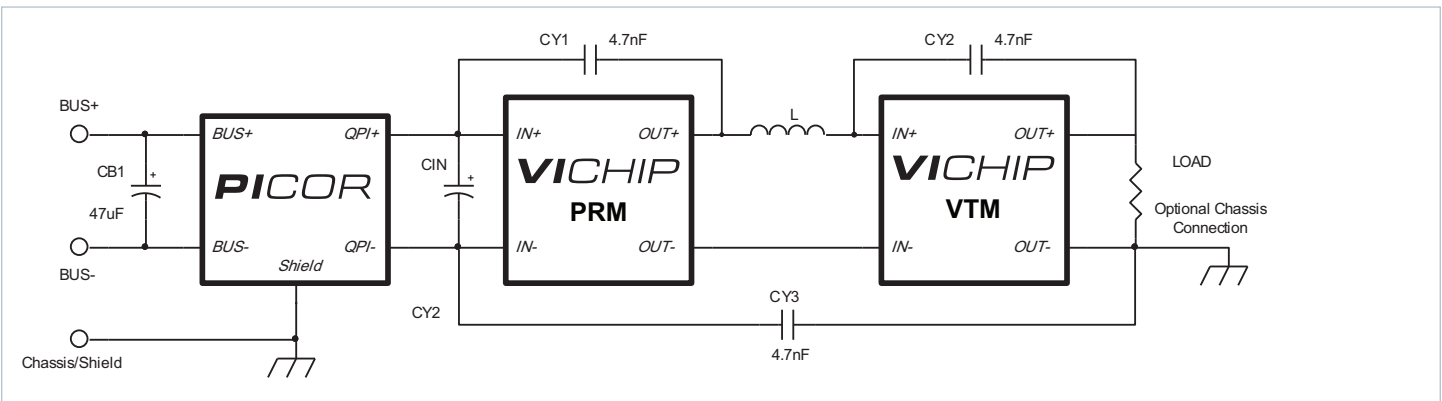 CY1 4.7nF
CY2 4.7nF
BUS+
L
BUS+ QPI+
IN+ OUT+
IN+ OUT+
CB1
CIN
+
+
LOAD
PICOR
VICHIP
VICHIP
PRM
VTM
47uF
Optional Chassis
Connection
BUS- QPI-
IN- OUT-
IN- OUT-
BUS-
Shield
CY2
CY3
4.7nF
Chassis/Shield